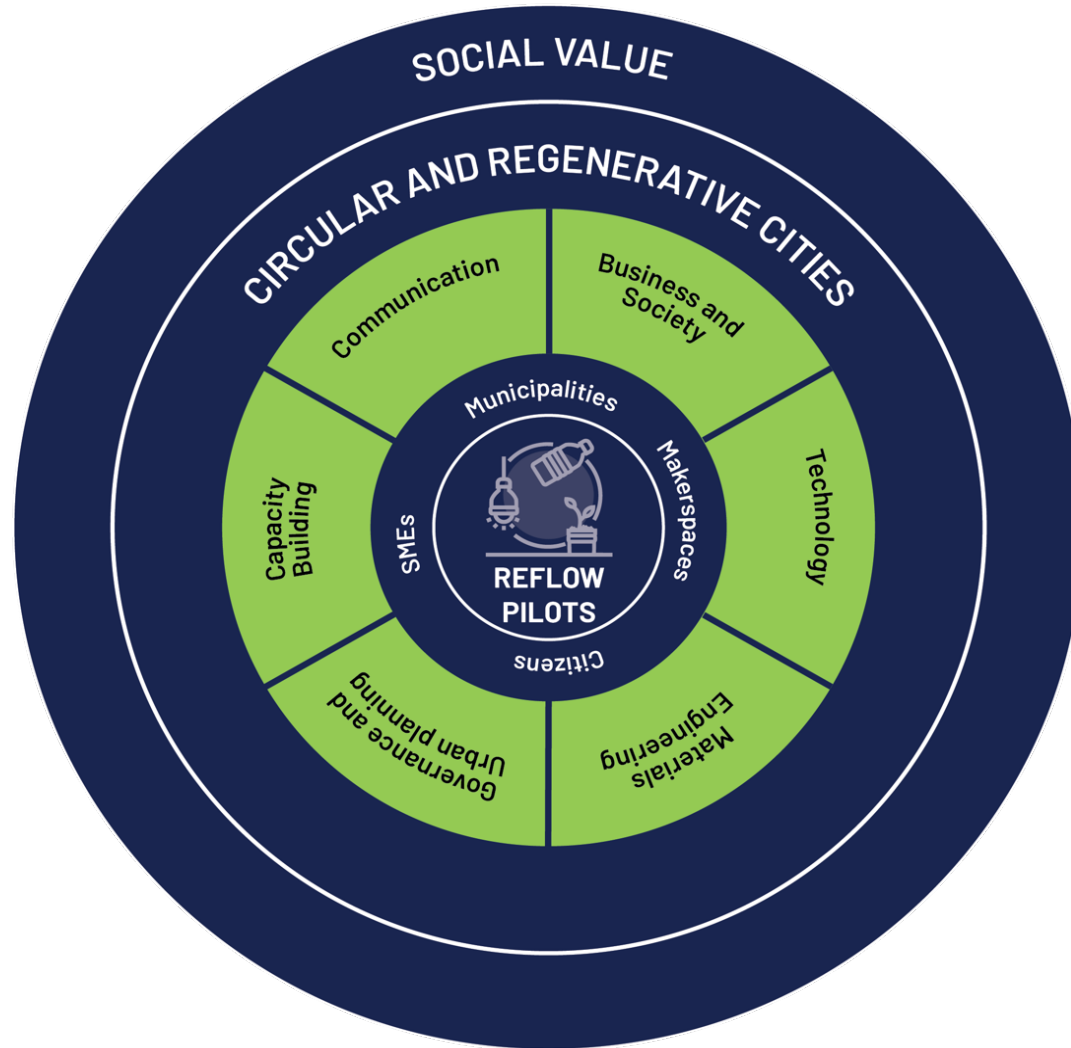 SOCIAL VALUE
CIRCULAR AND REGENERATIVE CITIES
Communication
Business and
Society
Technology
Materials
Engineering
Governance and
Urban planning
Capacity
Building
Municipalities
Makerspaces
Citizens
SMEs
REFLOW
PILOTS